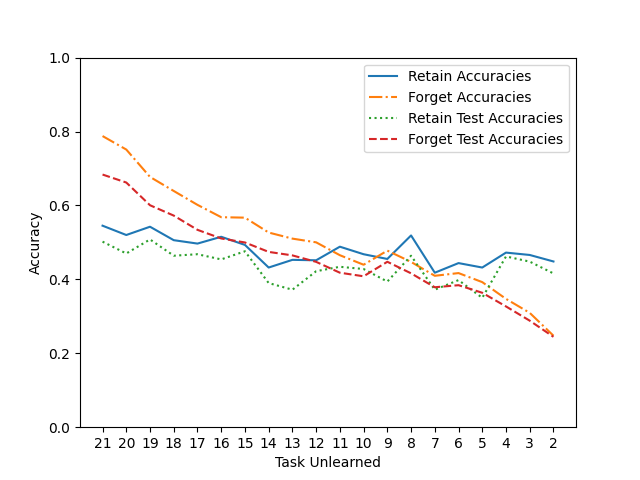 1.0
0.8
0.6
0.4
0.2
0.0
Accuracy
Retain Accuracies
Forget Accuracies
Retain Test Accuracies
Forget Test Accuracies
21 20 19 18 17 16 15 14 13 12 11 10 9 8 7 6 5 4 3 2
Task Unlearned